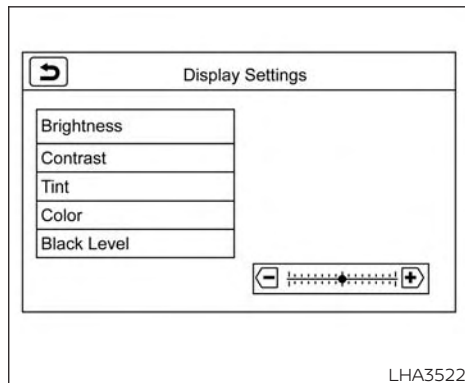 Display Settings
Brightness
Contrast
Tint
Color
Black Level
LHA3522